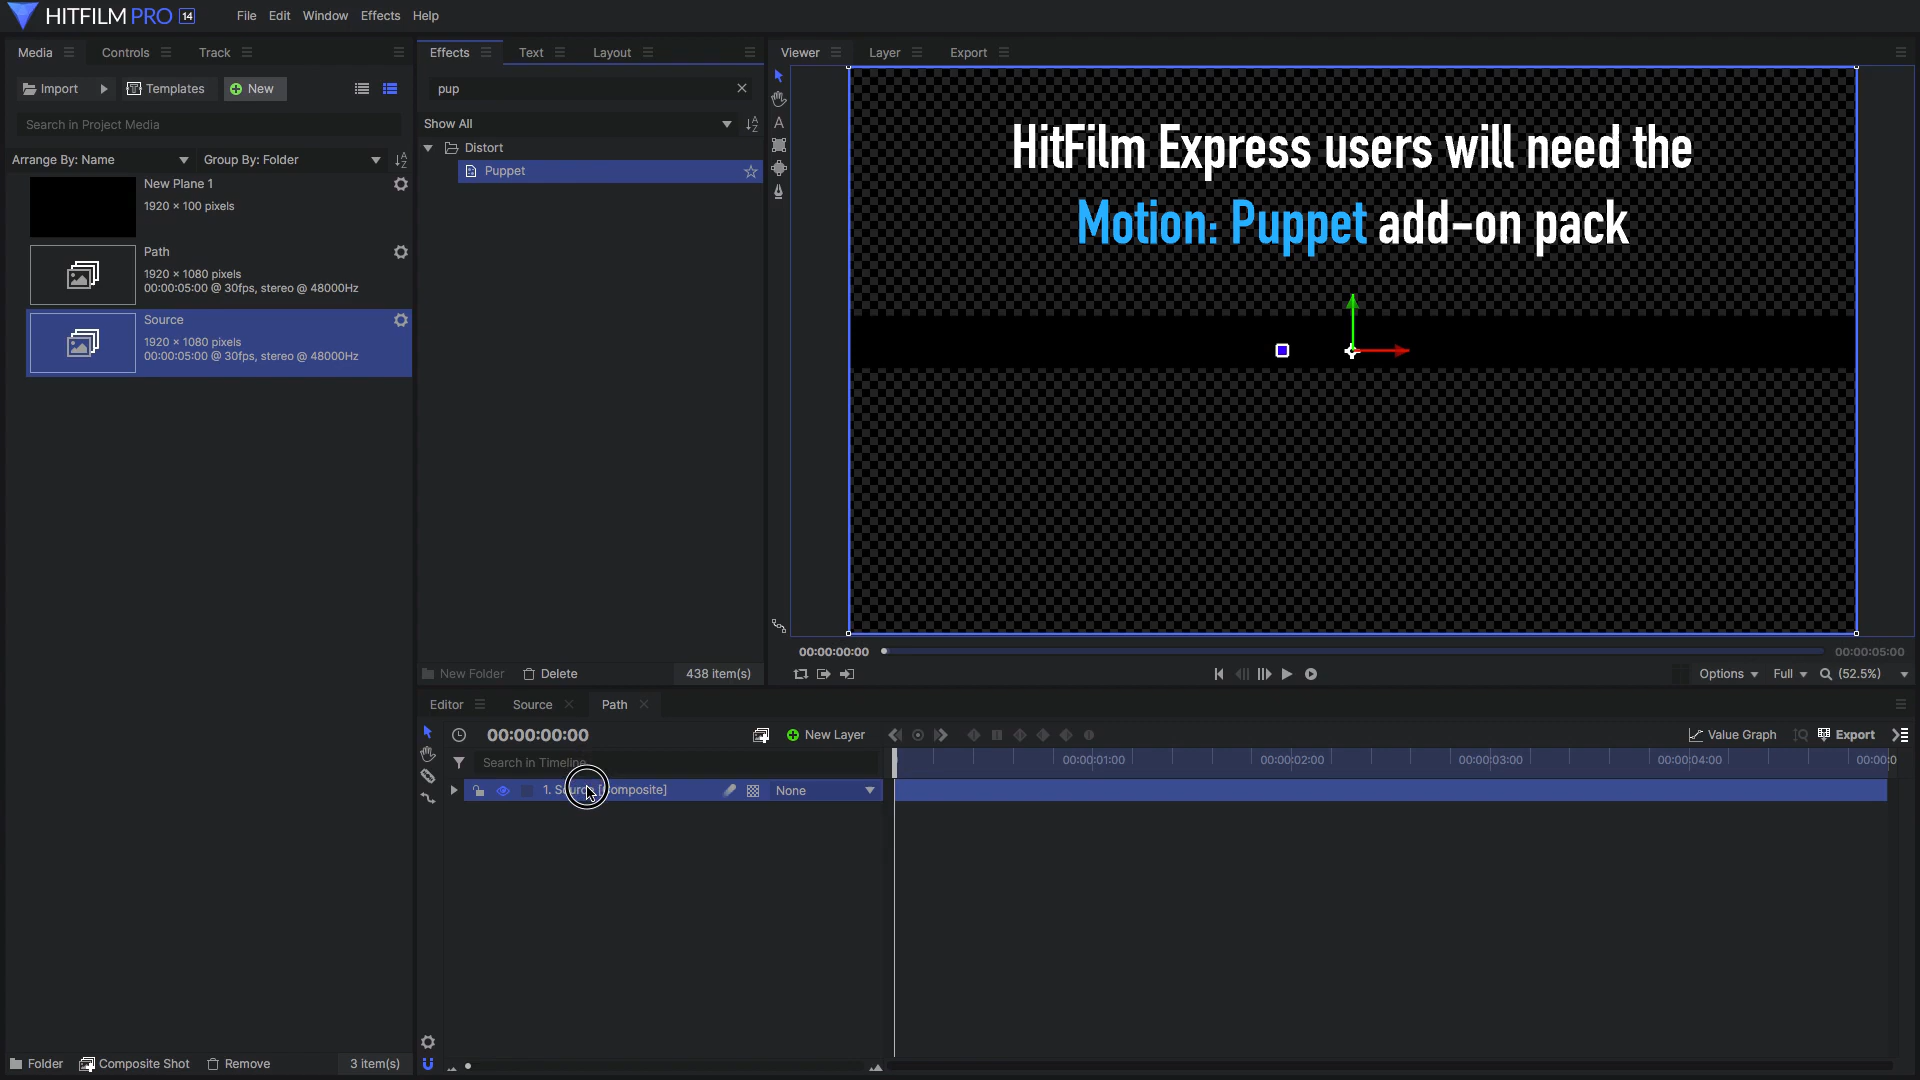 HITFILM PRO 14
File Edit Window Effects Help
Media Controls Track
Import Templates New
Search in Project Media
Arrange By: Name Group By: Folder
New Plane 1
1920 × 100 pixels
Path
1920 × 1080 pixels
00:00:05:00 @ 30fps, stereo @ 48000Hz
Source
1920 × 1080 pixels
00:00:05:00 @ 30fps, stereo @ 48000Hz
Folder Composite Shot Remove 3 item(s)
Effects Text Layout
pup
Show All
Distort
Puppet
New Folder Delete 438 item(s)
Viewer Layer Export
HitFilm Express users will need the
Motion: Puppet add-on pack
00:00:00:00 00:00:05:00
Options Full (52.5%)
Editor Source Path
00:00:00:00 New Layer Value Graph Export
Search in Timeline
00:00:01:00 00:00:02:00 00:00:03:00 00:00:04:00 00:00:0
1. Source [Composite] None